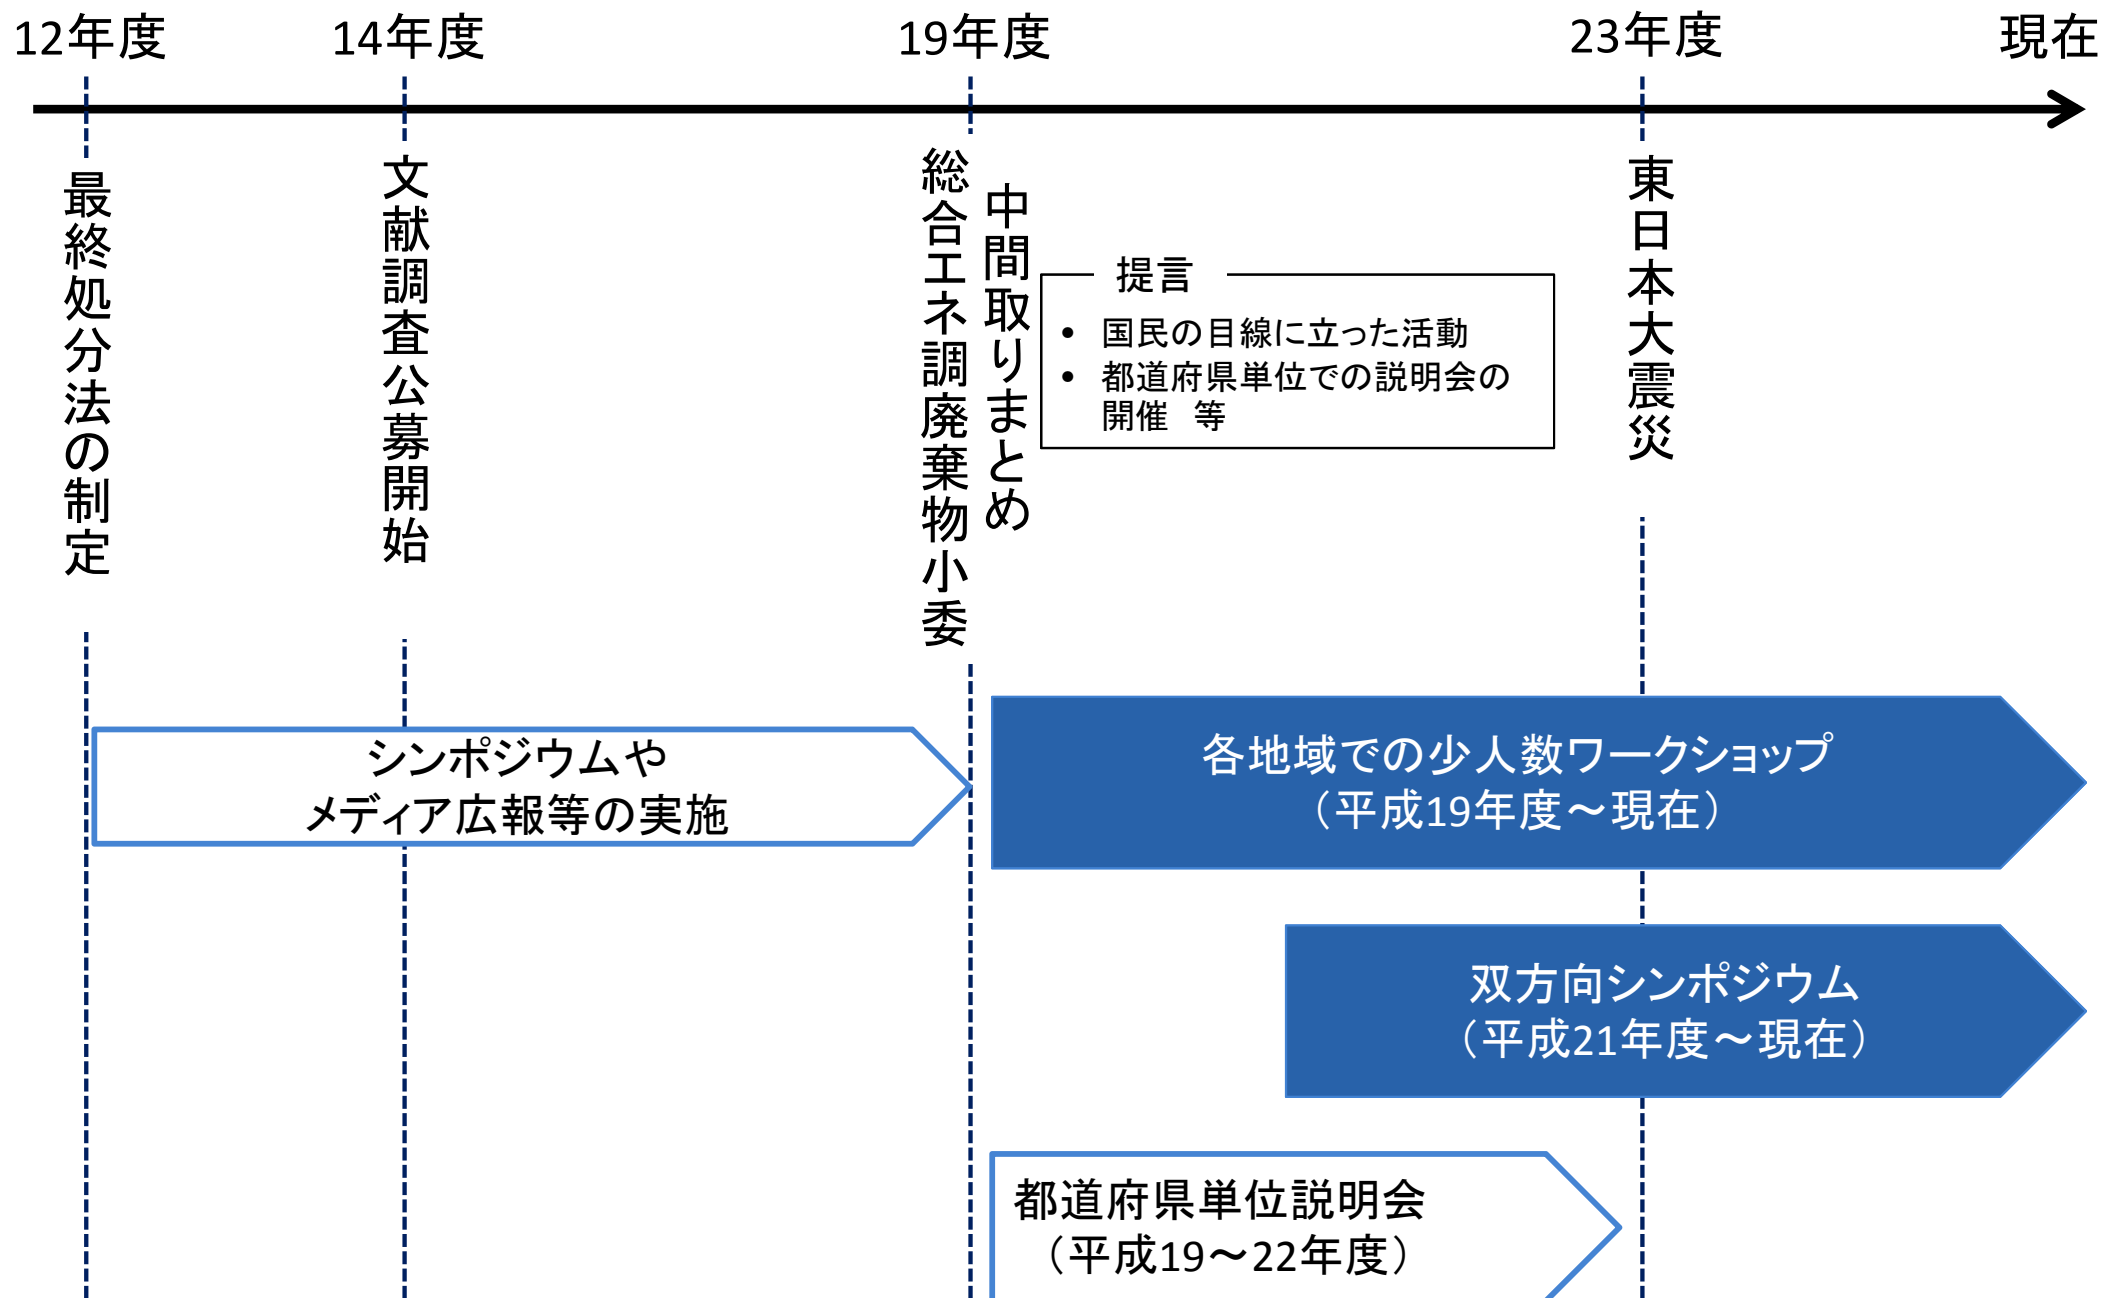 12年度
14年度
19年度
23年度
現在
最終処分法の制定
文献調査公募開始
総合エネ調廃棄物小委
中間取りまとめ
提言
• 国民の目線に立った活動
• 都道府県単位での説明会の
開催 等
東日本大震災
シンポジウムや
メディア広報等の実施
各地域での少人数ワークショップ
（平成19年度～現在）
双方向シンポジウム
（平成21年度～現在）
都道府県単位説明会
（平成19～22年度）